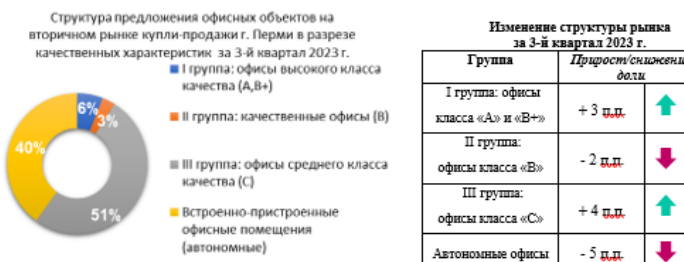 Структура предложения офисных объектов на
вторичном рынке купли-продажи г. Перми в разрезе
качественных характеристик за 3-й квартал 2023 г.
6%
3%
40%
51%
I группа: офисы высокого класса
качества (A,B+)
II группа: качественные офисы (B)
III группа: офисы среднего класса
качества (C)
Встроенно-пристроенные
офисные помещения
(автономные)
Изменение структуры рынка
за 3-й квартал 2023 г.
Группа
Прирост/снижение
доли
I группа: офисы
класса «А» и «В+»
+ 3 п.п.
II группа:
офисы класса «В»
- 2 п.п.
III группа:
офисы класса «С»
+ 4 п.п.
Автономные офисы
- 5 п.п.